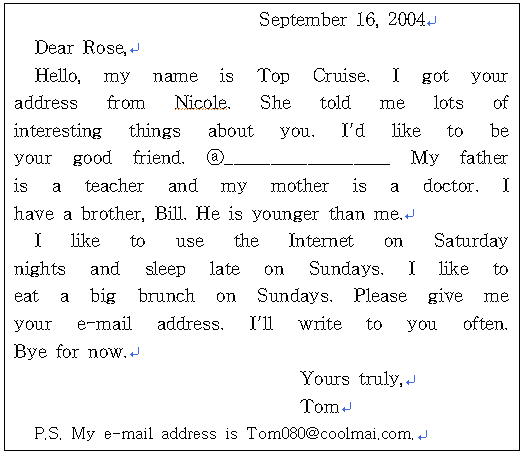 September 16, 2004
Dear Rose,
Hello, my name is Top Cruise. I got your
address from Nicole. She told me lots of
interesting things about you. I'd like to be
your good friend. ⓐ__________________ My father
is a teacher and my mother is a doctor. I
have a brother, Bill. He is younger than me.
I like to use the Internet on Saturday
nights and sleep late on Sundays. I like to
eat a big brunch on Sundays. Please give me
your e-mail address. I'll write to you often.
Bye for now.
Yours truly,
Tom
P.S. My e-mail address is Tom080@coolmai.com.